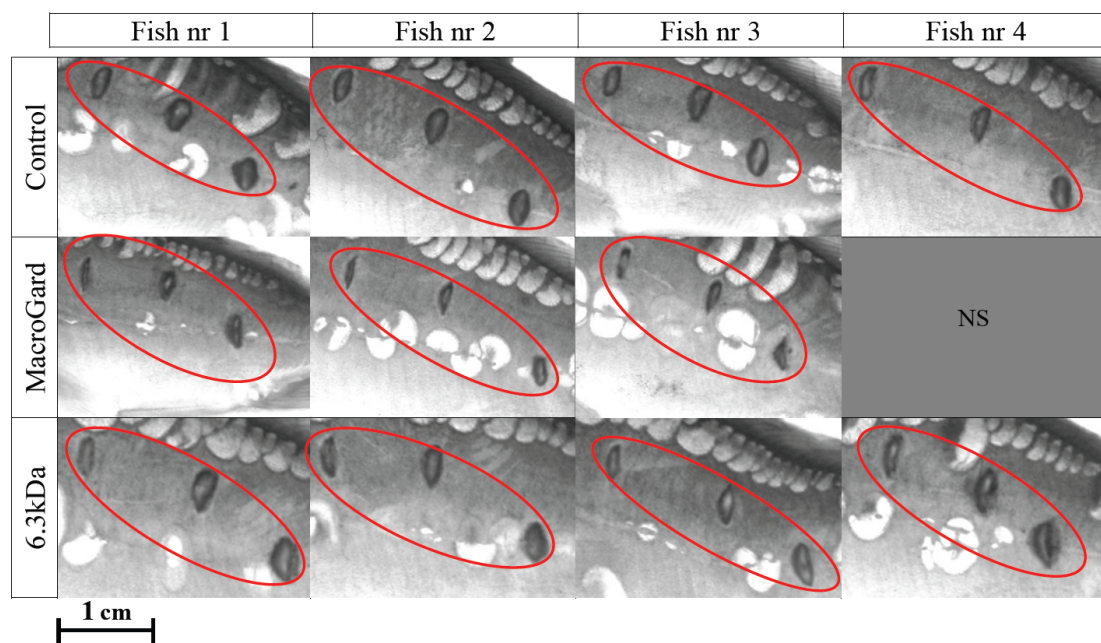 Fish nr 1
Fish nr 2
Fish nr 3
Fish nr 4
Control
MacroGard
NS
6.3kDa
1 cm